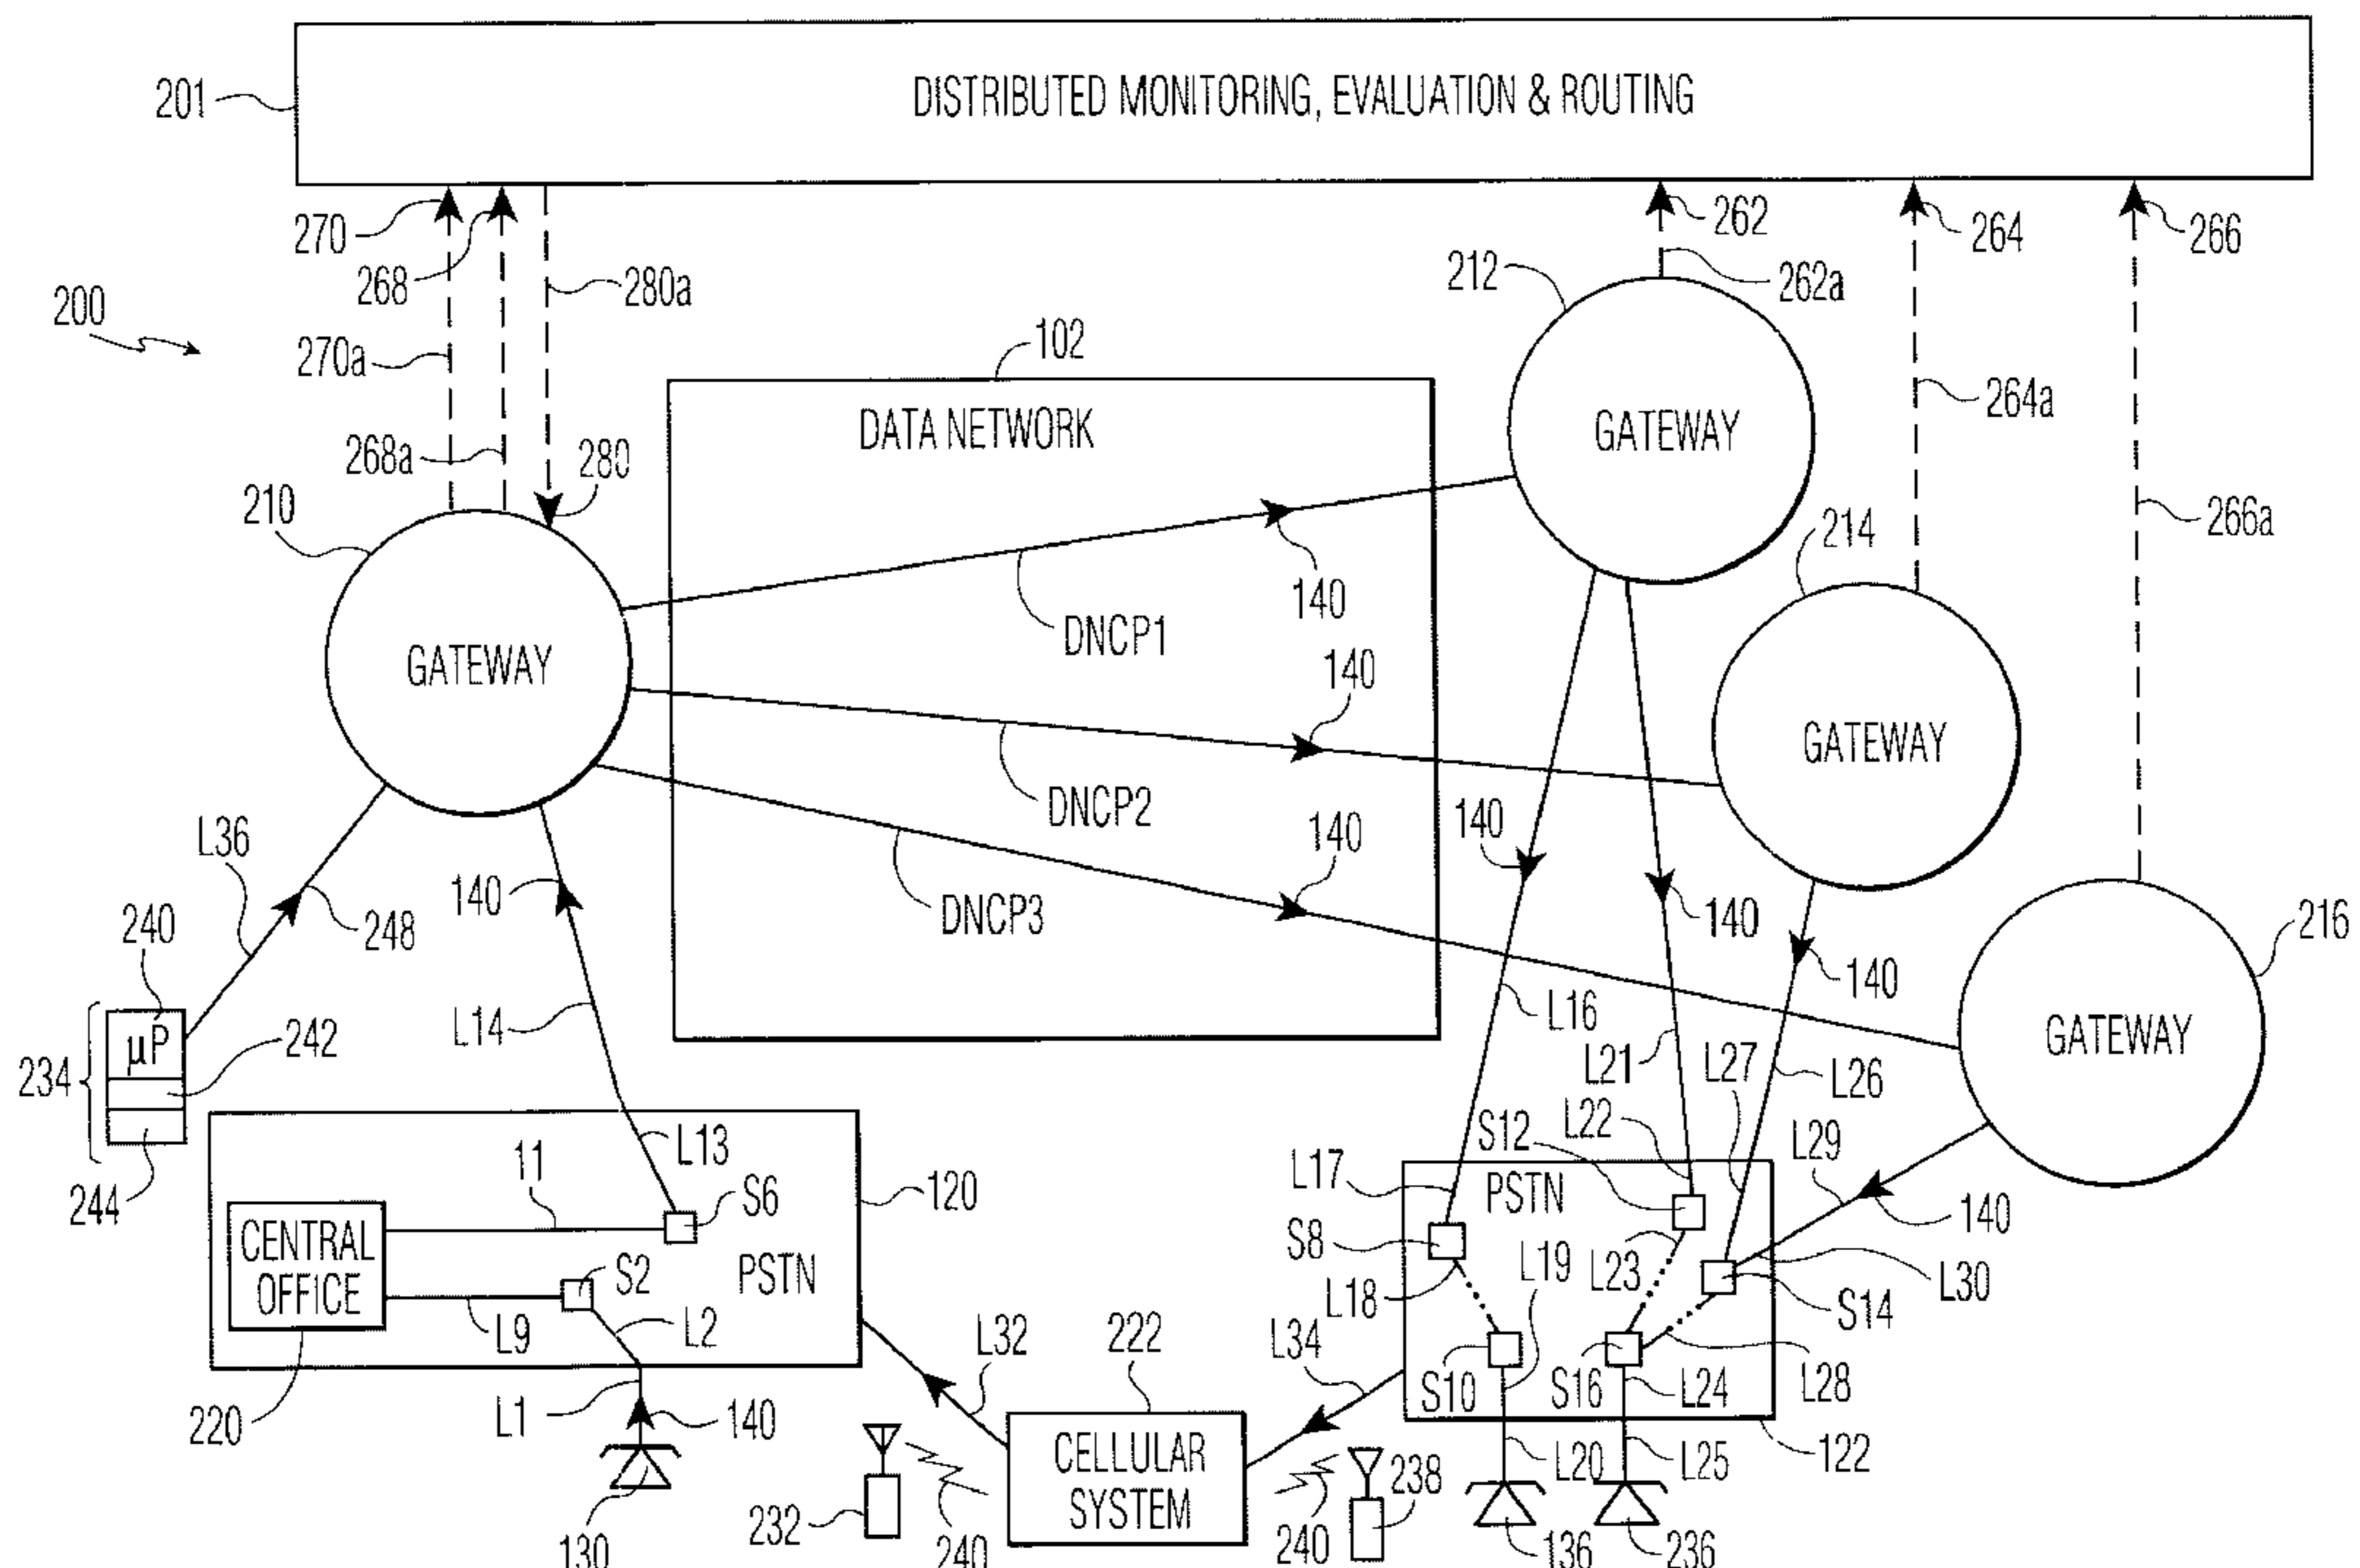 201
DISTRIBUTED MONITORING, EVALUATION & ROUTING
270
268
280a
262
264
266
212
262a
200
270a
102
264a
268a
280
DATA NETWORK
GATEWAY
210
214
266a
140
DNCP1
GATEWAY
140
GATEWAY
DNCP2
L36
140
140
140
DNCP3
140
216
240
248
140
L14
L16
GATEWAY
µP
242
L21
L27
L26
234
L22
S12
L29
244
11
L13
120
L17
PSTN
140
S6
CENTRAL
OFFICE
S8
L19
L23
L30
S2
PSTN
L18
S14
L9
L2
222
L34
L32
S10
S16
L24
L28
220
L1
140
CELLULAR
SYSTEM
238
L20
L25
122
232
240
240
130
136
236